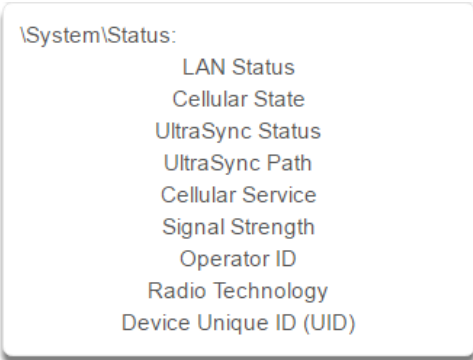 \System\Status:
LAN Status
Cellular State
UltraSync Status
UltraSync Path
Cellular Service
Signal Strength
Operator ID
Radio Technology
Device Unique ID (UID)